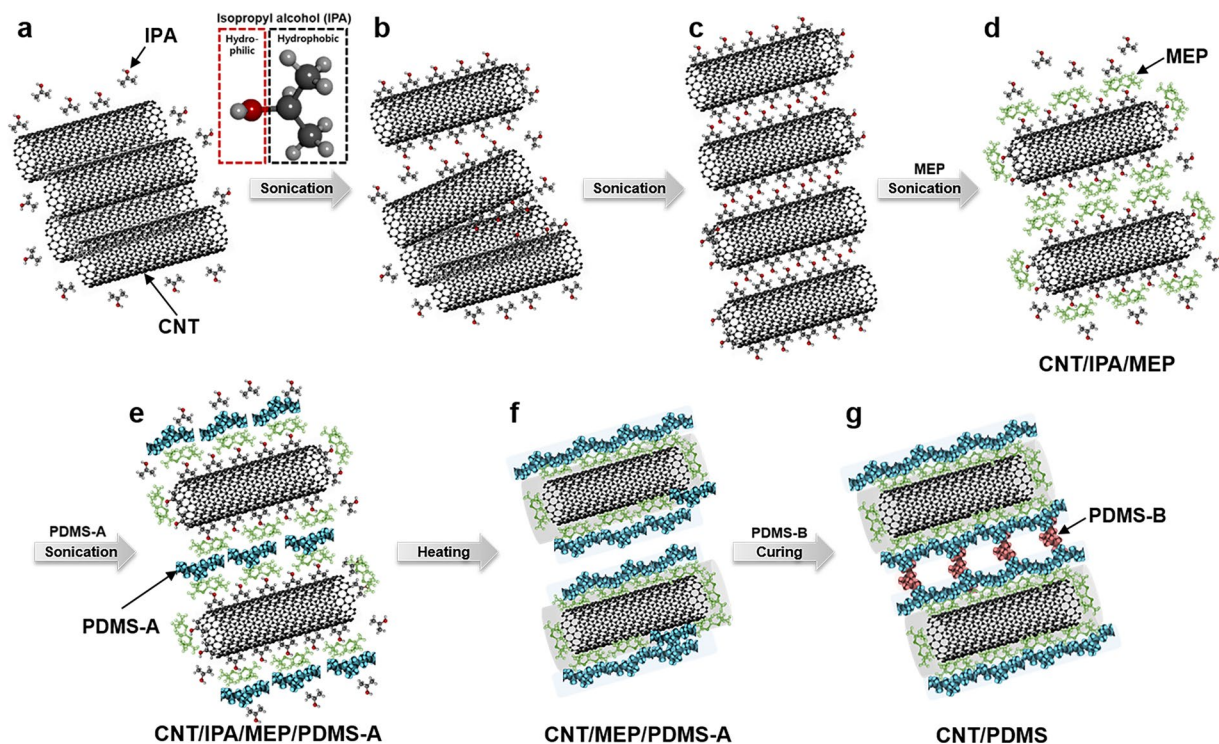 a
IPA
Isopropyl alcohol (IPA)
Hydro-
philic
Hydrophobic
Sonication
CNT
b
Sonication
c
MEP
Sonication
d
MEP
CNT/IPA/MEP
PDMS-A
Sonication
e
PDMS-A
CNT/IPA/MEP/PDMS-A
Heating
f
CNT/MEP/PDMS-A
PDMS-B
Curing
g
PDMS-B
CNT/PDMS